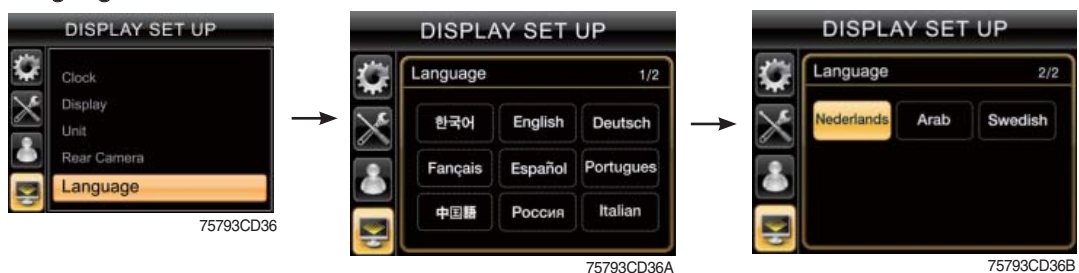 DISPLAY SET UP
Clock
Display
Unit
Rear Camera
Language
75793CD36
DISPLAY SET UP
Language 1/2
한국어 English Deutsch
Fançais Español Portugues
中国語 Россия Italian
75793CD36A
DISPLAY SET UP
Language 2/2
Nederlands Arab Swedish
75793CD36B